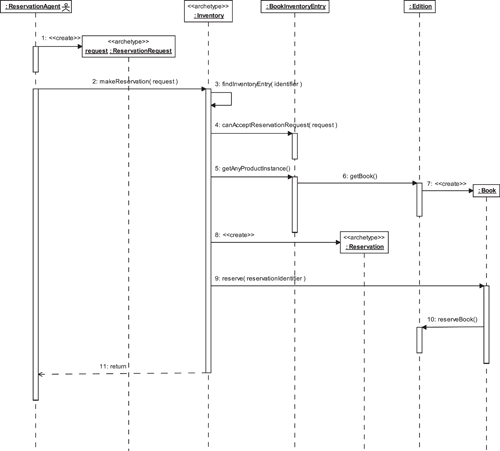 : ReservationAgent
<<archetype>>
: Inventory
: BookInventoryEntry
: Edition
1: <<create>>
<<archetype>>
request : ReservationRequest
2: makeReservation( request )
3: findInventoryEntry( identifier )
4: canAcceptReservationRequest( request )
5: getAnyProductInstance()
6: getBook()
7: <<create>>
: Book
8: <<create>>
<<archetype>>
: Reservation
9: reserve( reservationIdentifier )
10: reserveBook()
11: return